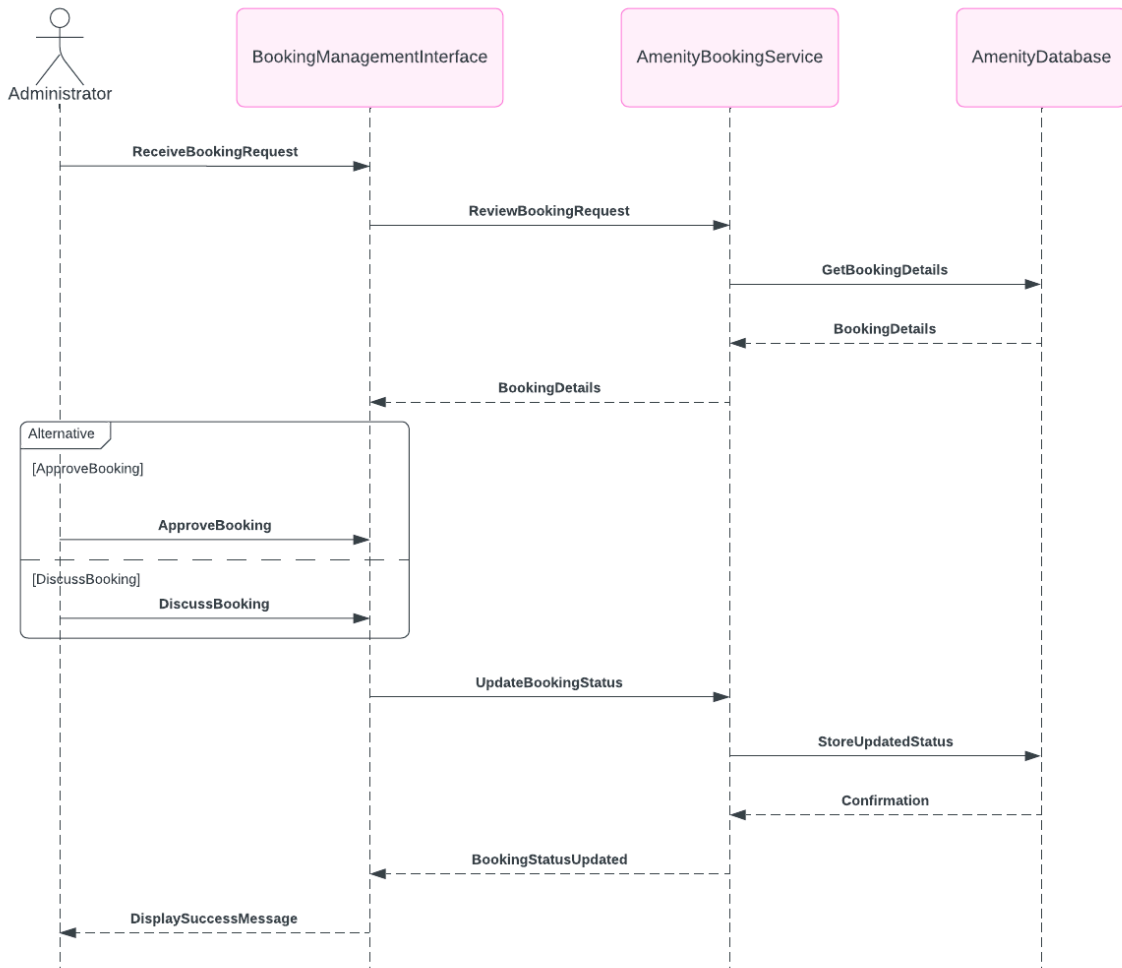 Administrator
BookingManagementInterface
AmenityBookingService
AmenityDatabase
ReceiveBookingRequest
ReviewBookingRequest
GetBookingDetails
BookingDetails
BookingDetails
Alternative
[ApproveBooking]
ApproveBooking
[DiscussBooking]
DiscussBooking
UpdateBookingStatus
StoreUpdatedStatus
Confirmation
BookingStatusUpdated
DisplaySuccessMessage